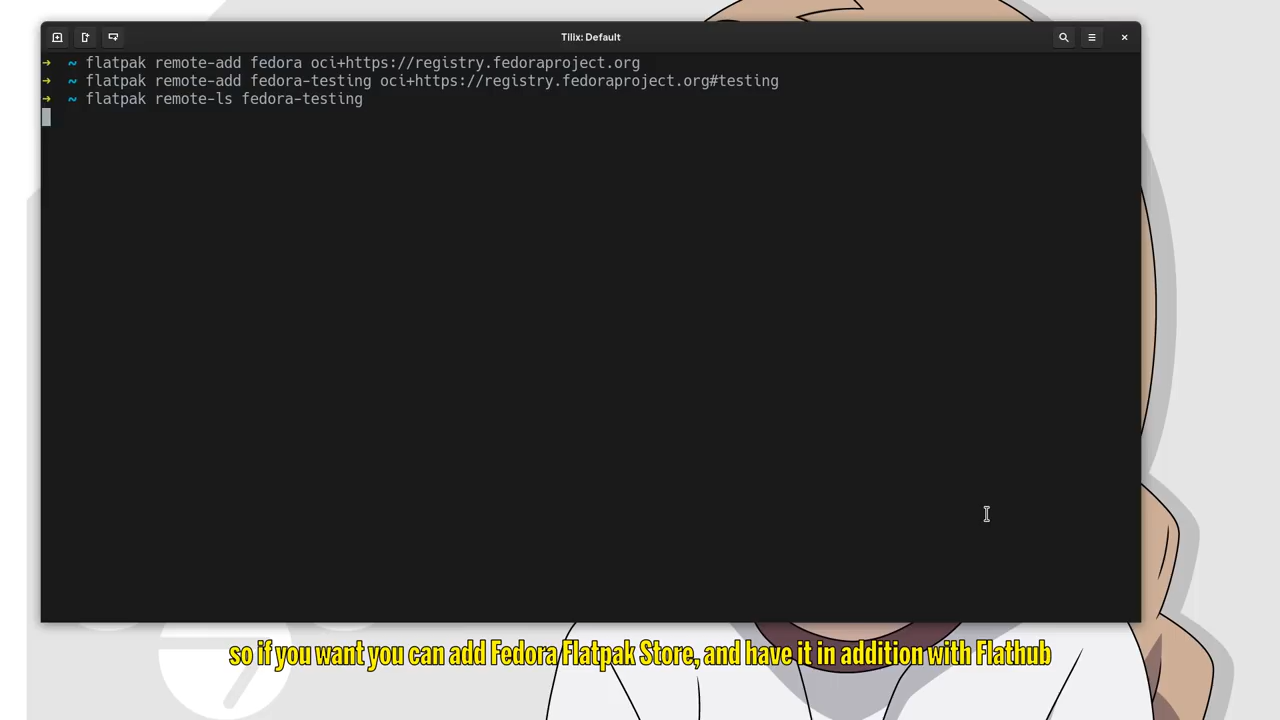 Tilix: Default
→ ~ flatpak remote-add fedora oci+https://registry.fedoraproject.org
→ ~ flatpak remote-add fedora-testing oci+https://registry.fedoraproject.org#testing
→ ~ flatpak remote-ls fedora-testing
so if you want you can add Fedora Flatpak Store, and have it in addition with Flathub